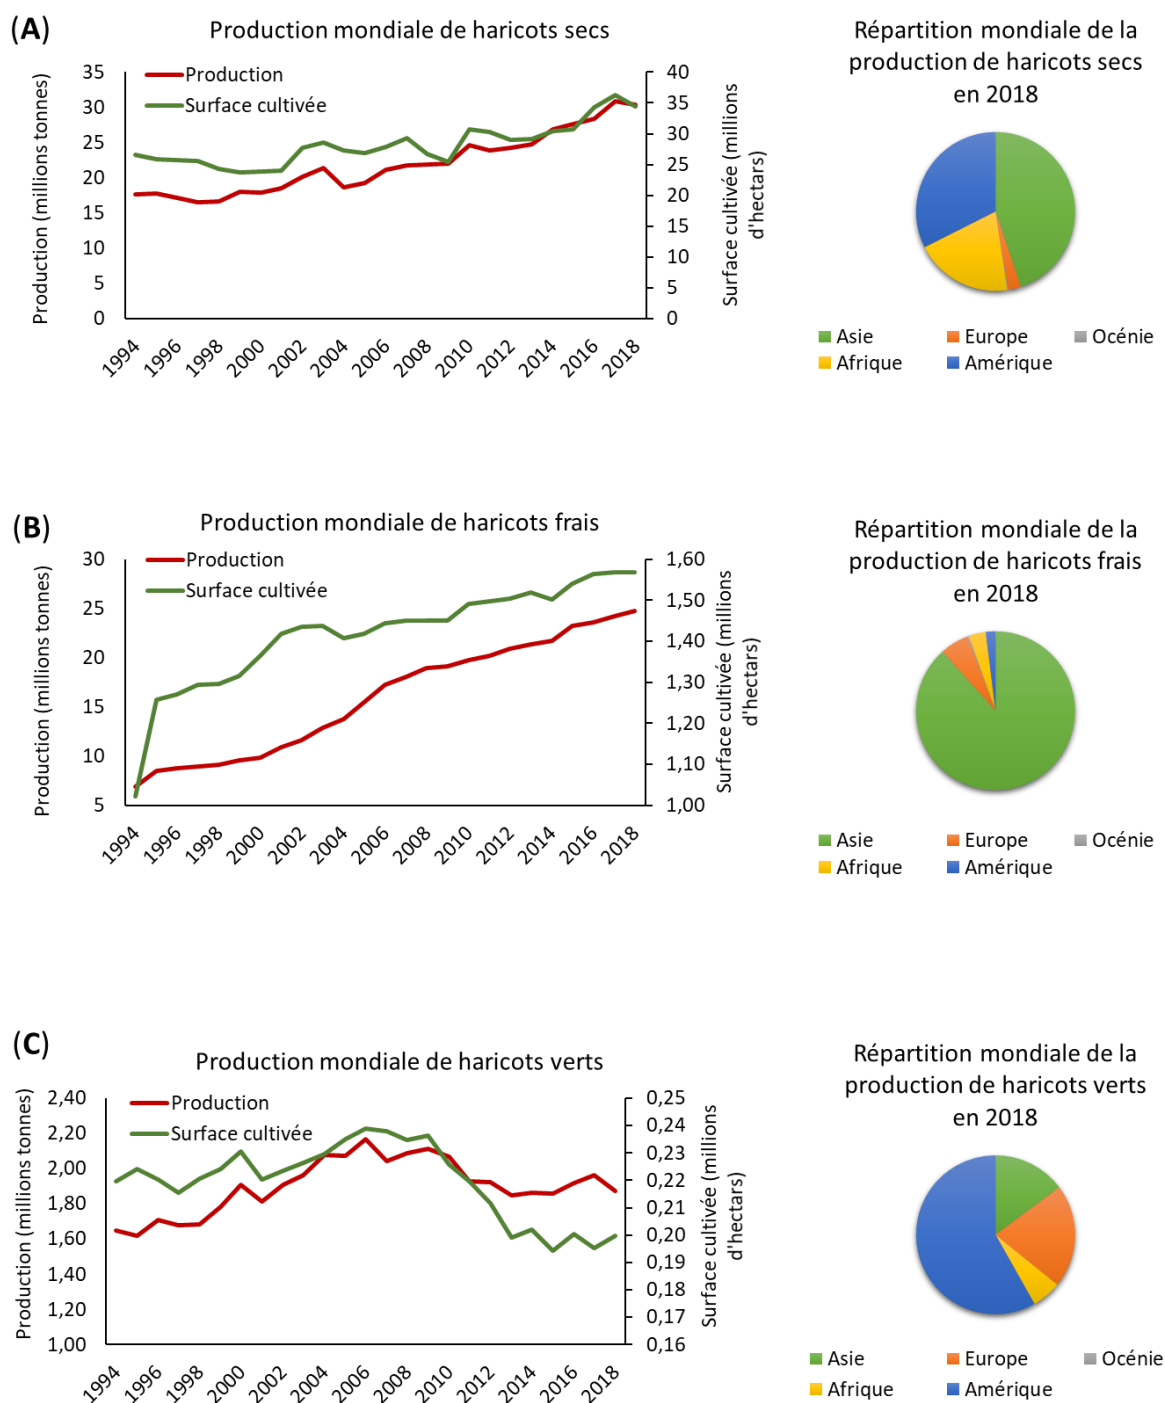 (A)
Production mondiale de haricots secs
Production (millions tonnes)
35
30
25
20
15
10
5
0
Production
Surface cultivée
40
35
30
25
20
15
10
5
0
Surface cultivée (millions
d'hectars)
1994
1996
1998
2000
2002
2004
2006
2008
2010
2012
2014
2016
2018
Répartition mondiale de la
production de haricots secs
en 2018
Asie
Europe
Océnie
Afrique
Amérique
(B)
Production mondiale de haricots frais
Production (millions tonnes)
30
25
20
15
10
5
Production
Surface cultivée
1,60
1,50
1,40
1,30
1,20
1,10
1,00
Surface cultivée (millions
d'hectars)
1994
1996
1998
2000
2002
2004
2006
2008
2010
2012
2014
2016
2018
Répartition mondiale de la
production de haricots frais
en 2018
Asie
Europe
Océnie
Afrique
Amérique
(C)
Production mondiale de haricots verts
Production (millions tonnes)
2,40
2,20
2,00
1,80
1,60
1,40
1,20
1,00
Production
Surface cultivée
0,25
0,24
0,23
0,22
0,21
0,20
0,19
0,18
0,17
0,16
Surface cultivée (millions
d'hectars)
1994
1996
1998
2000
2002
2004
2006
2008
2010
2012
2014
2016
2018
Répartition mondiale de la
production de haricots verts
en 2018
Asie
Europe
Océnie
Afrique
Amérique